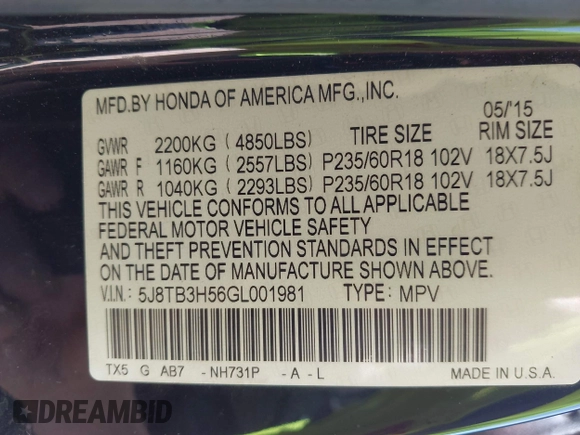 MFD.BY HONDA OF AMERICA MFG.,INC.
05/'15
GVWR 2200KG ( 4850LBS ) TIRE SIZE RIM SIZE
GAWR F 1160KG ( 2557LBS ) P235/60R18 102V 18X7.5J
GAWR R 1040KG ( 2293LBS ) P235/60R18 102V 18X7.5J
THIS VEHICLE CONFORMS TO ALL APPLICABLE
FEDERAL MOTOR VEHICLE SAFETY
AND THEFT PREVENTION STANDARDS IN EFFECT
ON THE DATE OF MANUFACTURE SHOWN ABOVE.
V.I.N.: 5J8TB3H56GL001981 TYPE: MPV
TX5 G AB7 -NH731P -A -L MADE IN U.S.A.
DREAMBID